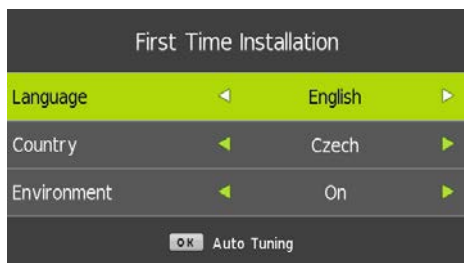 First Time Installation
Language English
Country Czech
Environment On
OK Auto Tuning